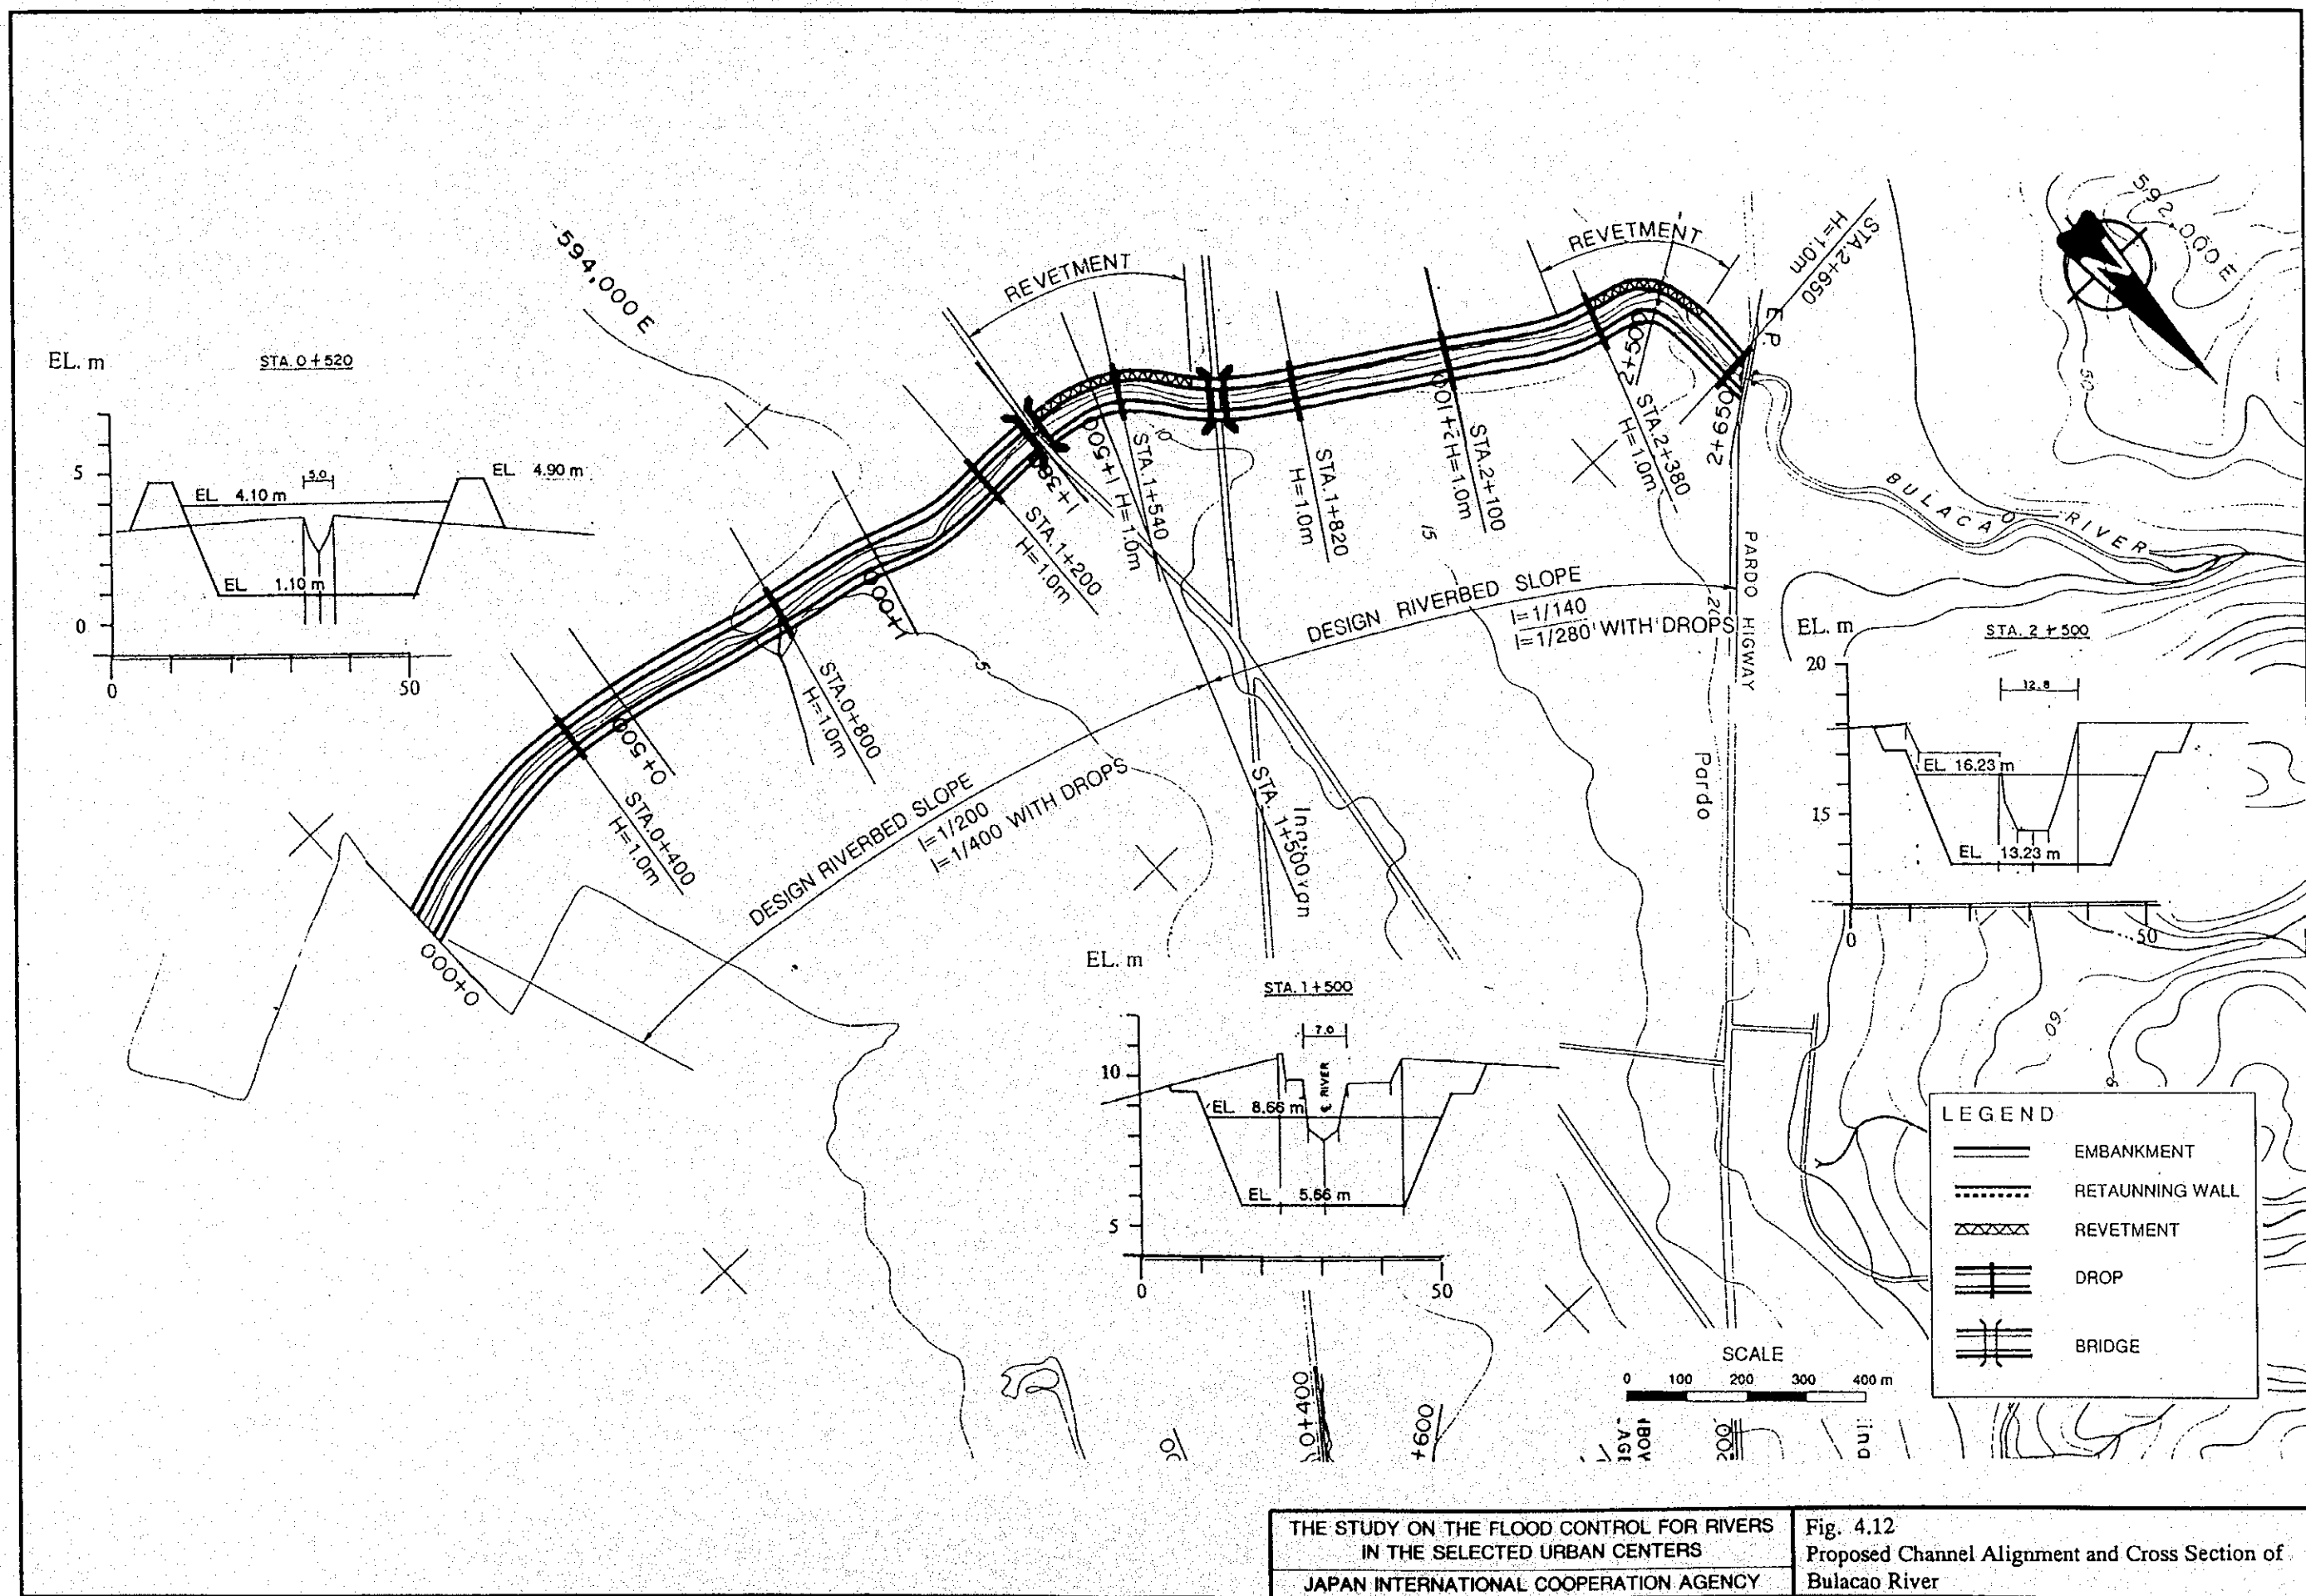 594,000 E
592,000 E
REVETMENT
REVETMENT
STA.2+650
H=1.0m
E.P.
EL. m
STA. 0+520
5
0
0
50
5.0
EL 4.10 m
EL 4.90 m
EL 1.10 m
0+000
STA.0+400
H=1.0m
0+500
STA.0+800
H=1.0m
1+000
STA.1+200
H=1.0m
1+500
STA.1+540
H=1.0m
STA.1+820
H=1.0m
STA.2+100
H=1.0m
2+100
STA.2+380
H=1.0m
2+500
2+650
10
15
5
20
50
60
BULACAO RIVER
PARDO HIGWAY
Pardo
DESIGN RIVERBED SLOPE
I=1/200
I=1/400 WITH DROPS
DESIGN RIVERBED SLOPE
I=1/140
I=1/280 WITH DROPS
STA. 1+500
EL. m
STA. 2+500
20
15
0
50
12.8
EL 16.23 m
EL 13.23 m
EL. m
STA. 1+500
10
5
0
50
7.0
RIVER
EL 8.66 m
EL 5.66 m
LEGEND
EMBANKMENT
RETAUNNING WALL
REVETMENT
DROP
BRIDGE
SCALE
0 100 200 300 400 m
0+400
+600
THE STUDY ON THE FLOOD CONTROL FOR RIVERS
IN THE SELECTED URBAN CENTERS
JAPAN INTERNATIONAL COOPERATION AGENCY
Fig. 4.12
Proposed Channel Alignment and Cross Section of
Bulacao River